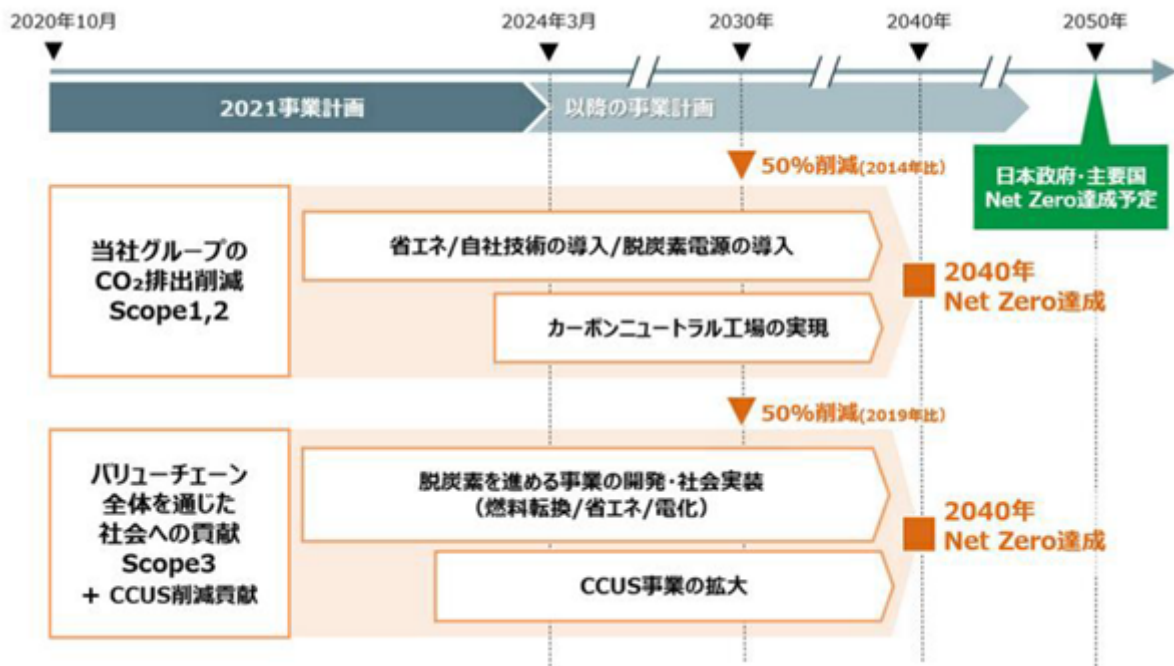 2020年10月
2024年3月
2030年
2040年
2050年
2021事業計画
以降の事業計画
50%削減(2014年比)
日本政府・主要国
Net Zero達成予定
当社グループの
CO₂排出削減
Scope1,2
省エネ/自社技術の導入/脱炭素電源の導入
カーボンニュートラル工場の実現
2040年
Net Zero達成
50%削減(2019年比)
バリューチェーン
全体を通じた
社会への貢献
Scope3
+ CCUS削減貢献
脱炭素を進める事業の開発・社会実装
(燃料転換/省エネ/電化)
CCUS事業の拡大
2040年
Net Zero達成